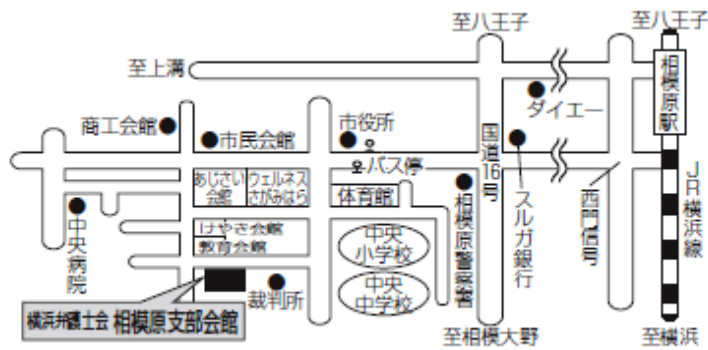 至八王子
至八王子
至上溝
相模原駅
ダイエー
商工会館
市民会館
市役所
バス停
国道16号
スルガ銀行
西門信号
JR横浜線
あじさい
会館
ウェルネス
さがみはら
体育館
相模原警察署
中央病院
けやき会館
教育会館
中央
小学校
中央
中学校
裁判所
横浜弁護士会 相模原支部会館
至相模大野
至横浜